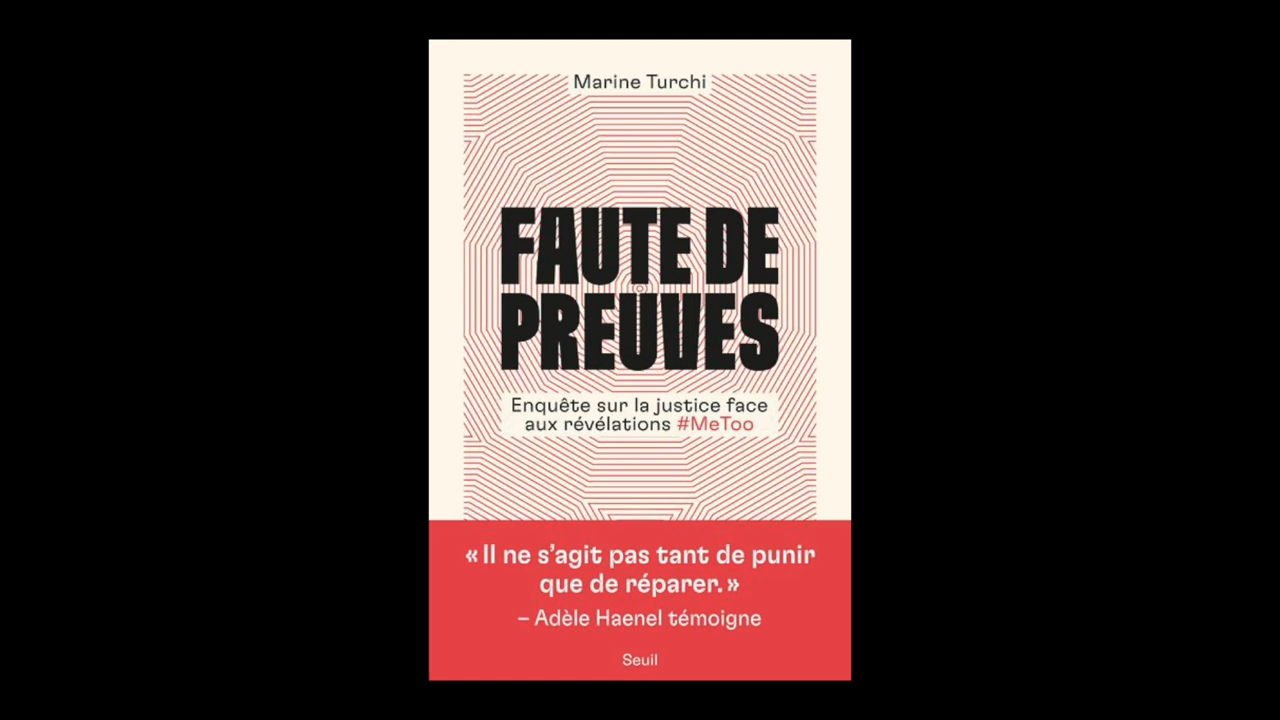 Marine Turchi
FAUTE DE
PREUVES
Enquête sur la justice face
aux révélations #MeToo
« Il ne s’agit pas tant de punir
que de réparer. »
– Adèle Haenel témoigne
Seuil